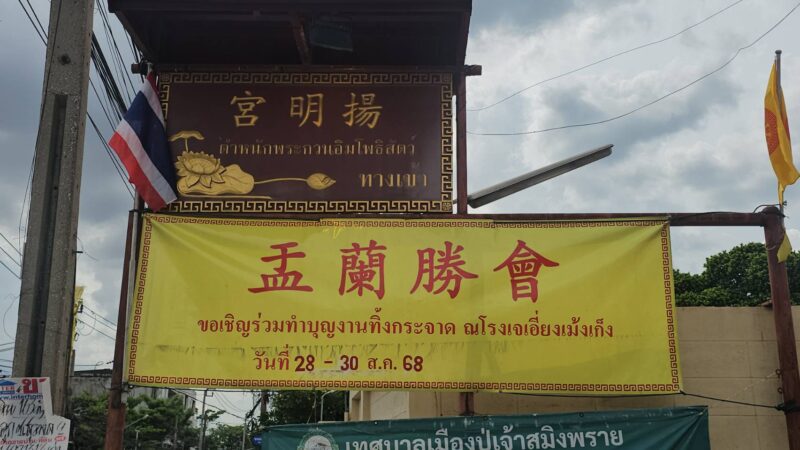 宮明揚
ตำหนักพระกวนอิมโพธิสัตว์
ทางเข้า
盂蘭勝會
ขอเชิญร่วมทำบุญงานทิ้งกระจาด ณโรงเจเอี่ยงเม้งเก็ง
วันที่ 28 - 30 ส.ค. 68
เทศบาลเมืองปู่เจ้าสมิงพราย